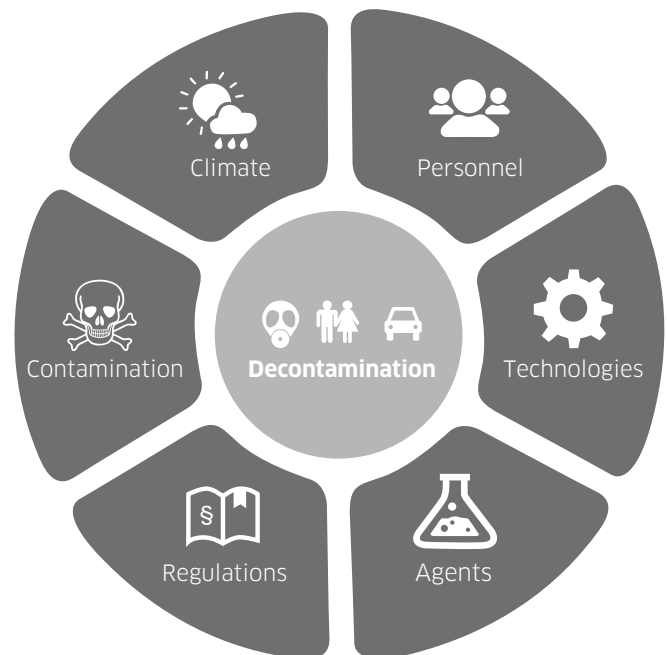 Climate
Personnel
Contamination
Decontamination
Technologies
§
Regulations
Agents